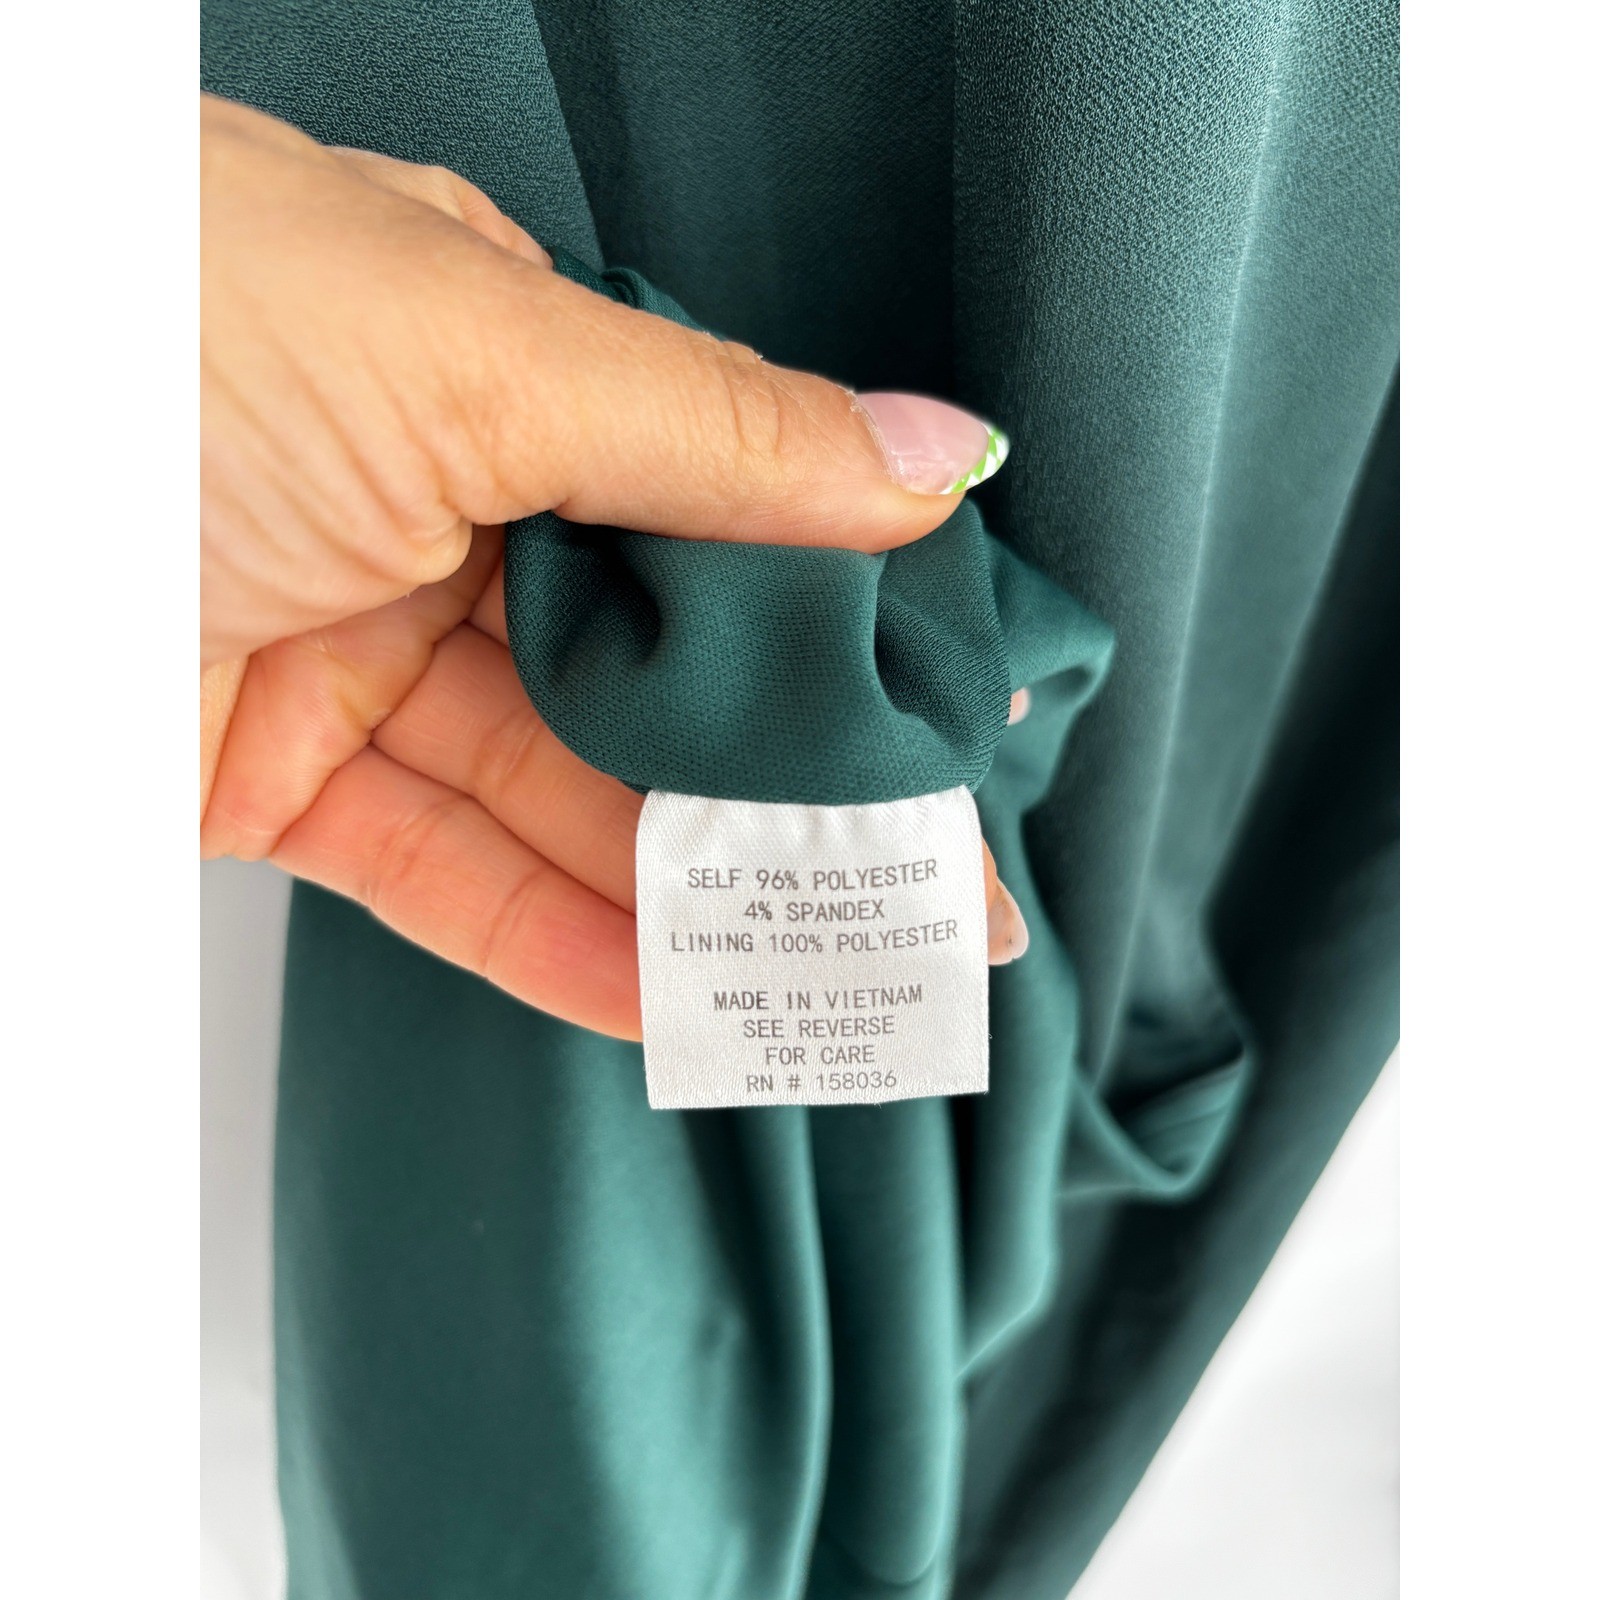 SELF 96% POLYESTER
4% SPANDEX
LINING 100% POLYESTER
MADE IN VIETNAM
SEE REVERSE
FOR CARE
RN # 158036